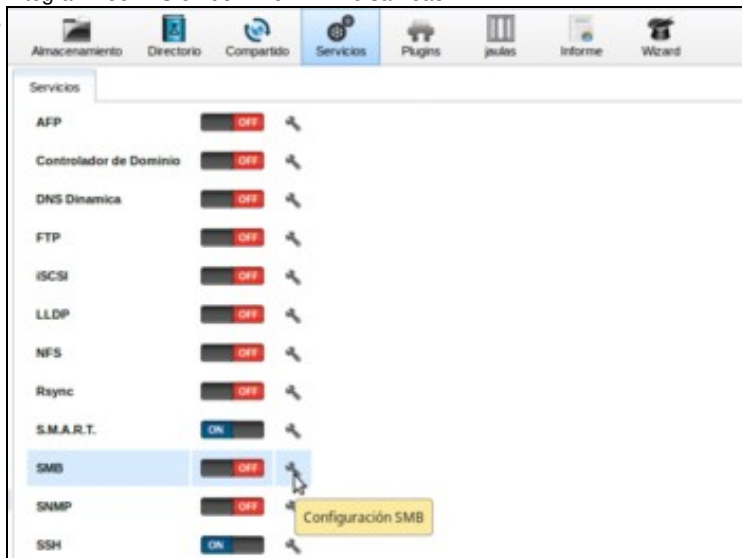 Almacenamiento Directorio Compartido Servicios Plugins jaulas Informe Wizard
Servicios
AFP OFF
Controlador de Dominio OFF
DNS Dinamica OFF
FTP OFF
iSCSI OFF
LLDP OFF
NFS OFF
Rsync OFF
S.M.A.R.T. ON
SMB OFF
SNMP OFF
Configuración SMB
SSH ON